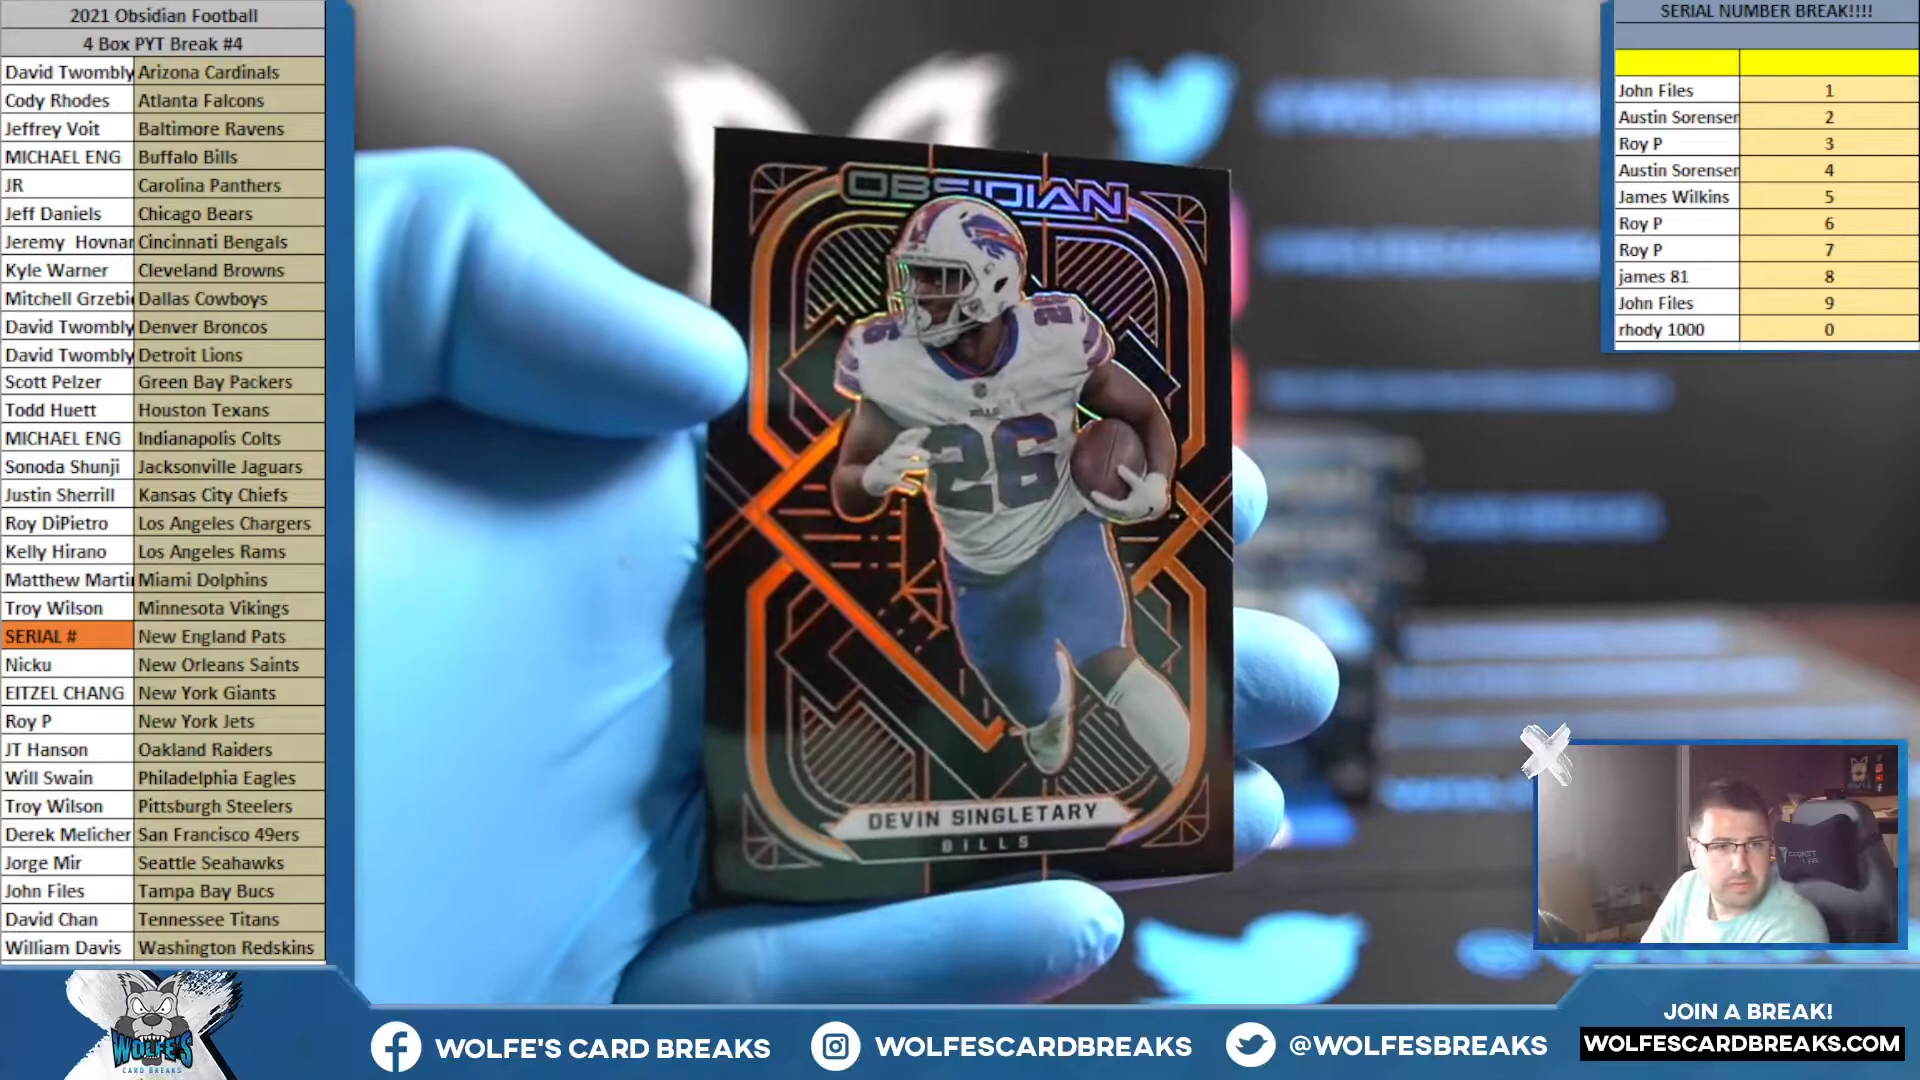 2021 Obsidian Football
4 Box PYT Break #4
David Twombly Arizona Cardinals
Cody Rhodes Atlanta Falcons
Jeffrey Voit Baltimore Ravens
MICHAEL ENG Buffalo Bills
JR Carolina Panthers
Jeff Daniels Chicago Bears
Jeremy Hovnar Cincinnati Bengals
Kyle Warner Cleveland Browns
Mitchell Grzebi Dallas Cowboys
David Twombly Denver Broncos
David Twombly Detroit Lions
Scott Pelzer Green Bay Packers
Todd Huett Houston Texans
MICHAEL ENG Indianapolis Colts
Sonoda Shunji Jacksonville Jaguars
Justin Sherrill Kansas City Chiefs
Roy DiPietro Los Angeles Chargers
Kelly Hirano Los Angeles Rams
Matthew Marti Miami Dolphins
Troy Wilson Minnesota Vikings
SERIAL # New England Pats
Nicku New Orleans Saints
EITZEL CHANG New York Giants
Roy P New York Jets
JT Hanson Oakland Raiders
Will Swain Philadelphia Eagles
Troy Wilson Pittsburgh Steelers
Derek Melicher San Francisco 49ers
Jorge Mir Seattle Seahawks
John Files Tampa Bay Bucs
David Chan Tennessee Titans
William Davis Washington Redskins
OBSIDIAN
26
26
BILLS
26
DEVIN SINGLETARY
BILLS
SERIAL NUMBER BREAK!!!!
John Files 1
Austin Sorensen 2
Roy P 3
Austin Sorensen 4
James Wilkins 5
Roy P 6
Roy P 7
james 81 8
John Files 9
rhody 1000 0
WOLFE'S
CARD BREAKS
WOLFE'S CARD BREAKS
WOLFESCARDBREAKS
@WOLFESBREAKS
JOIN A BREAK!
WOLFESCARDBREAKS.COM